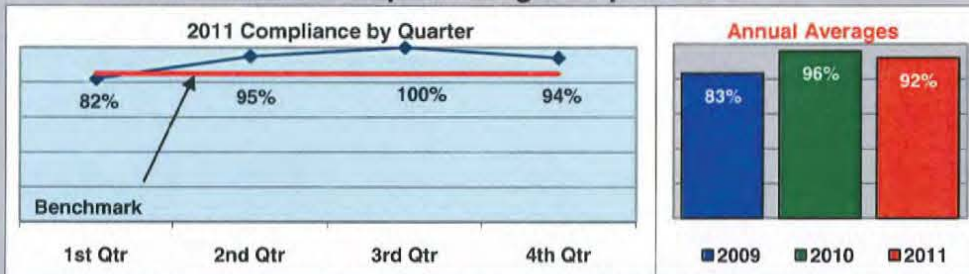 2011 Compliance by Quarter
82%
95%
100%
94%
Benchmark
1st Qtr
2nd Qtr
3rd Qtr
4th Qtr
Annual Averages
83%
96%
92%
2009
2010
2011